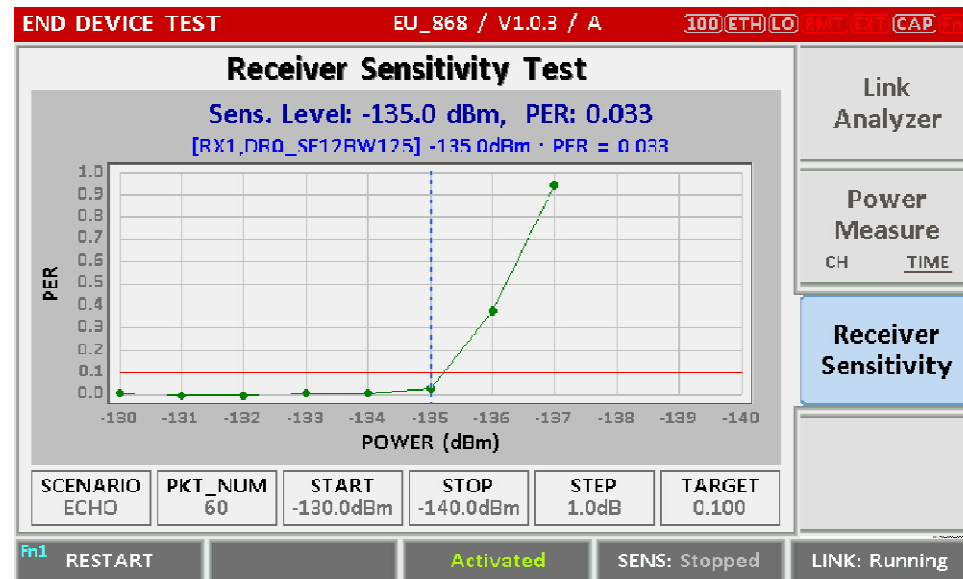 END DEVICE TEST EU_868 / V1.0.3 / A 100 ETH LO RMT EXT CAP Fn
Receiver Sensitivity Test
Sens. Level: -135.0 dBm, PER: 0.033
[RX1,DR0_SF12BW125] -135.0dBm : PER = 0.033
1.0
0.9
0.8
0.7
0.6
0.5
0.4
0.3
0.2
0.1
0.0
PER
-130 -131 -132 -133 -134 -135 -136 -137 -138 -139 -140
POWER (dBm)
SCENARIO PKT_NUM START STOP STEP TARGET
ECHO 60 -130.0dBm -140.0dBm 1.0dB 0.100
Link
Analyzer
Power
Measure
CH TIME
Receiver
Sensitivity
Fn1 RESTART Activated SENS: Stopped LINK: Running